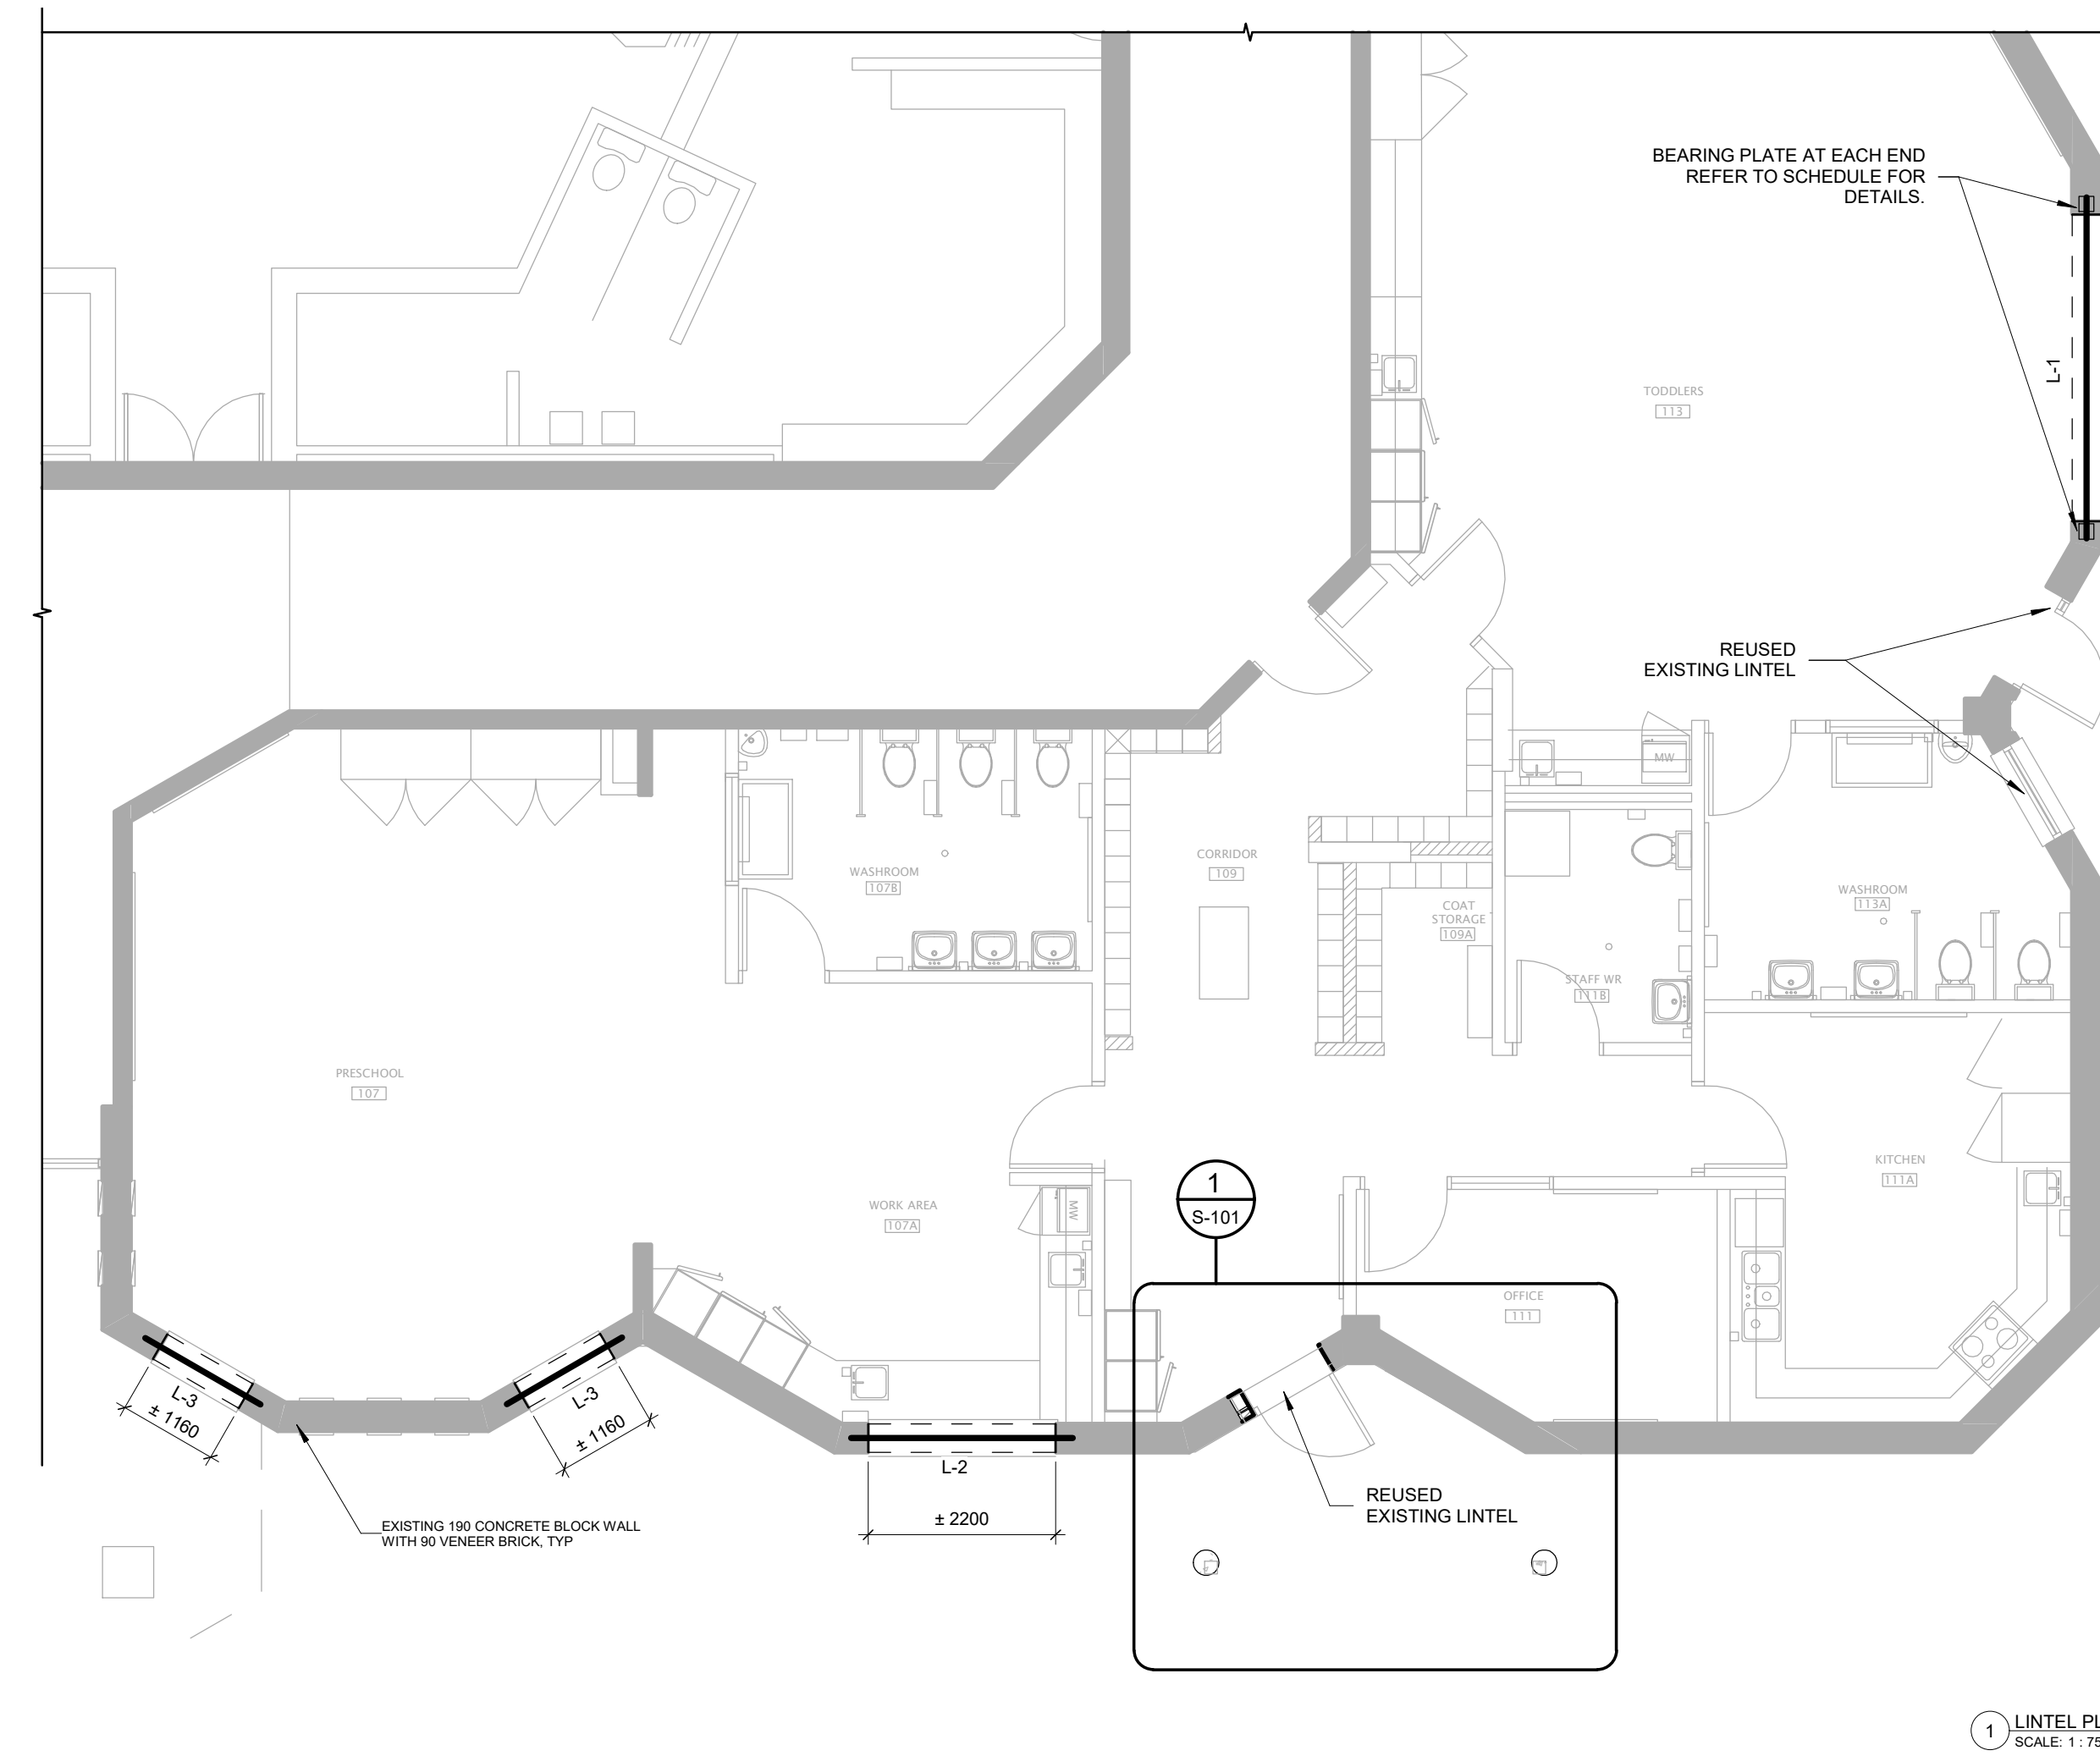 BEARING PLATE AT EACH END
REFER TO SCHEDULE FOR
DETAILS.
L-1
TODDLERS
113
REUSED
EXISTING LINTEL
MW
WASHROOM
107B
CORRIDOR
109
COAT
STORAGE
109A
WASHROOM
113A
STAFF WR
111B
PRESCHOOL
107
WORK AREA
107A
MW
1
S-101
KITCHEN
111A
OFFICE
111
L-3
± 1160
L-3
± 1160
L-2
± 2200
EXISTING 190 CONCRETE BLOCK WALL
WITH 90 VENEER BRICK, TYP
REUSED
EXISTING LINTEL
1
LINTEL
SCALE: 1 :